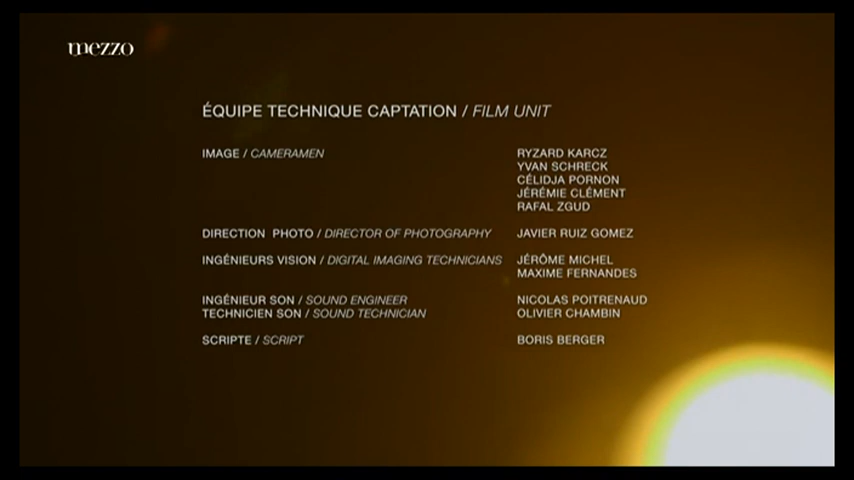 mezzo
ÉQUIPE TECHNIQUE CAPTATION / FILM UNIT
IMAGE / CAMERAMEN RYZARD KARCZ
YVAN SCHRECK
CÉLIDJA PORNON
JÉRÉMIE CLÉMENT
RAFAL ZGUD
DIRECTION PHOTO / DIRECTOR OF PHOTOGRAPHY JAVIER RUIZ GOMEZ
INGÉNIEURS VISION / DIGITAL IMAGING TECHNICIANS JÉRÔME MICHEL
MAXIME FERNANDES
INGÉNIEUR SON / SOUND ENGINEER NICOLAS POITRENAUD
TECHNICIEN SON / SOUND TECHNICIAN OLIVIER CHAMBIN
SCRIPTE / SCRIPT BORIS BERGER